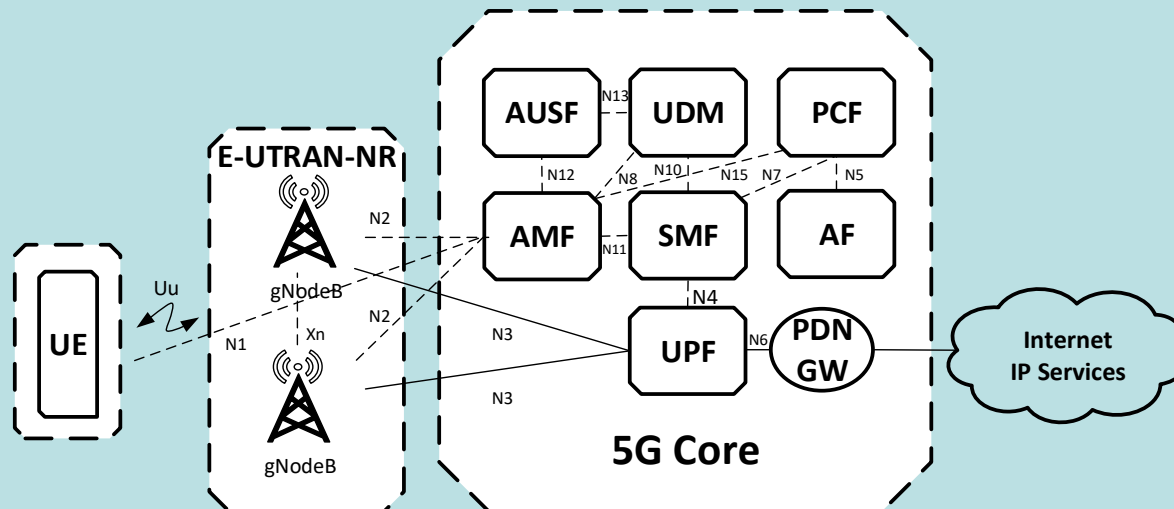 AUSF
N13
UDM
PCF
E-UTRAN-NR
N12
N8
N10
N15
N7
N5
N2
AMF
N11
SMF
AF
Uu
gNodeB
N4
N2
UE
N1
Xn
N3
UPF
N6
PDN
GW
Internet
IP Services
N3
gNodeB
5G Core